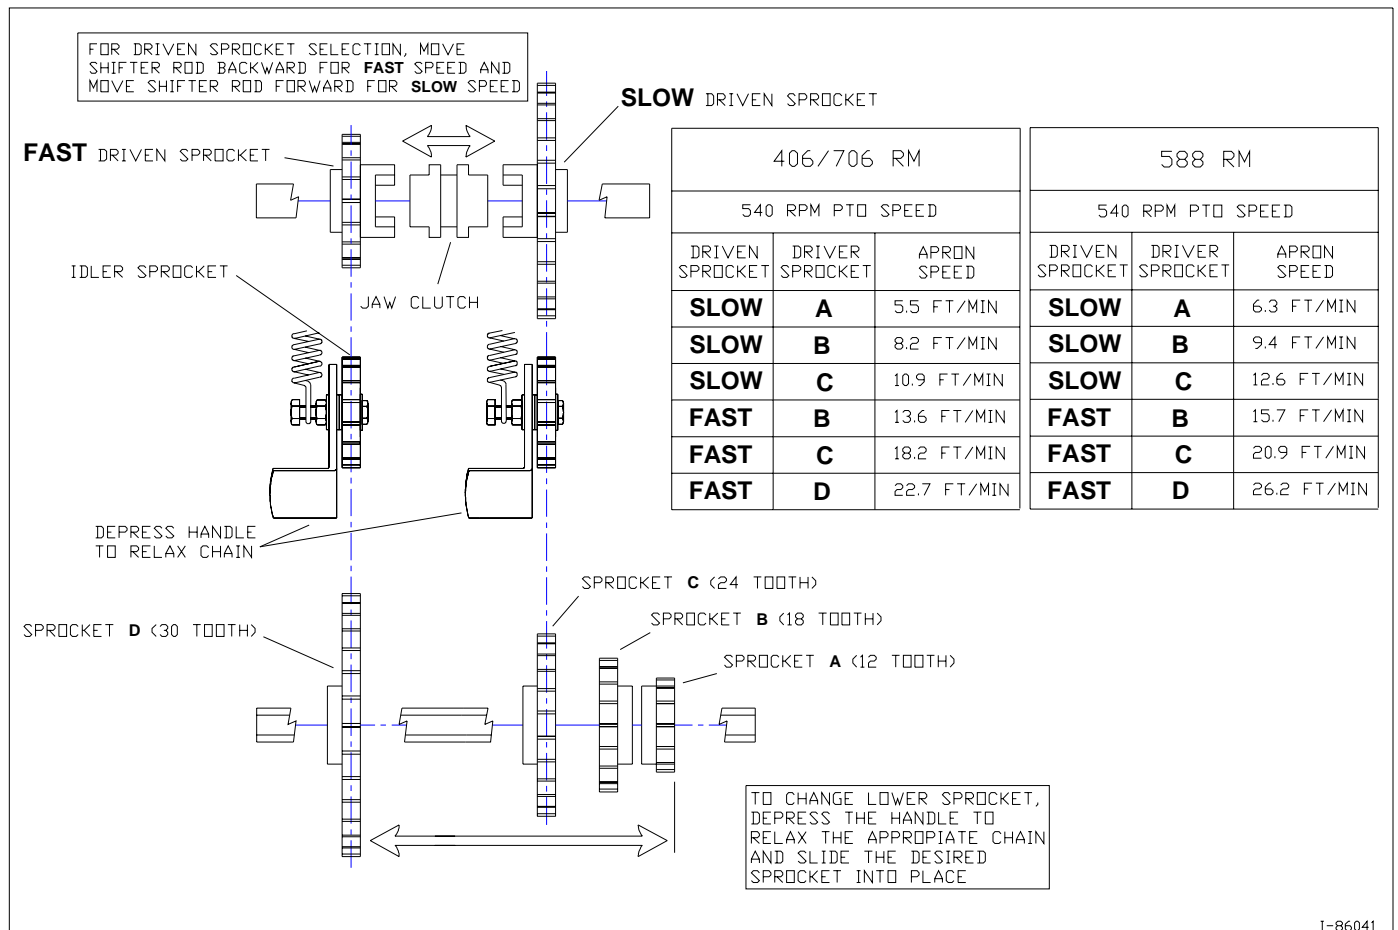 FOR DRIVEN SPROCKET SELECTION, MOVE
SHIFTER ROD BACKWARD FOR FAST SPEED AND
MOVE SHIFTER ROD FORWARD FOR SLOW SPEED
SLOW DRIVEN SPROCKET
FAST DRIVEN SPROCKET
IDLER SPROCKET
JAW CLUTCH
DEPRESS HANDLE
TO RELAX CHAIN
406/706 RM
540 RPM PTO SPEED
DRIVEN SPROCKET DRIVER SPROCKET APRON SPEED
SLOW A 5.5 FT/MIN
SLOW B 8.2 FT/MIN
SLOW C 10.9 FT/MIN
FAST B 13.6 FT/MIN
FAST C 18.2 FT/MIN
FAST D 22.7 FT/MIN
588 RM
540 RPM PTO SPEED
DRIVEN SPROCKET DRIVER SPROCKET APRON SPEED
SLOW A 6.3 FT/MIN
SLOW B 9.4 FT/MIN
SLOW C 12.6 FT/MIN
FAST B 15.7 FT/MIN
FAST C 20.9 FT/MIN
FAST D 26.2 FT/MIN
SPROCKET C (24 TOOTH)
SPROCKET B (18 TOOTH)
SPROCKET D (30 TOOTH)
SPROCKET A (12 TOOTH)
TO CHANGE LOWER SPROCKET,
DEPRESS THE HANDLE TO
RELAX THE APPROPIATE CHAIN
AND SLIDE THE DESIRED
SPROCKET INTO PLACE
I-86041